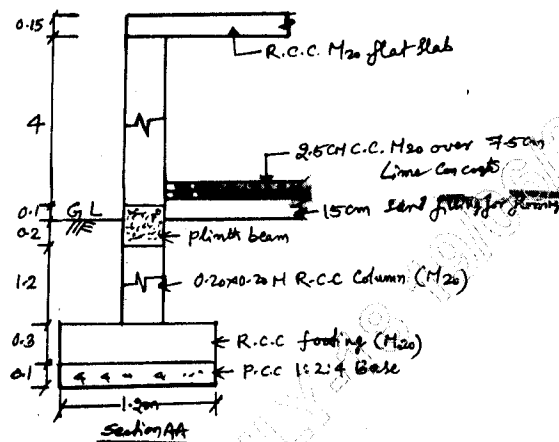 0.15
R.C.C. M20 flat slab
4
2.5CM C.C. M20 over 7.5cm
Lime Concrete
0.1
G L
15cm sand filling for flooring
0.2
plinth beam
1.2
0.20x0.20 M R.C.C Column (M20)
0.3
R.C.C footing (M20)
0.1
P.C.C 1:2:4 Base
1.2m
Section AA